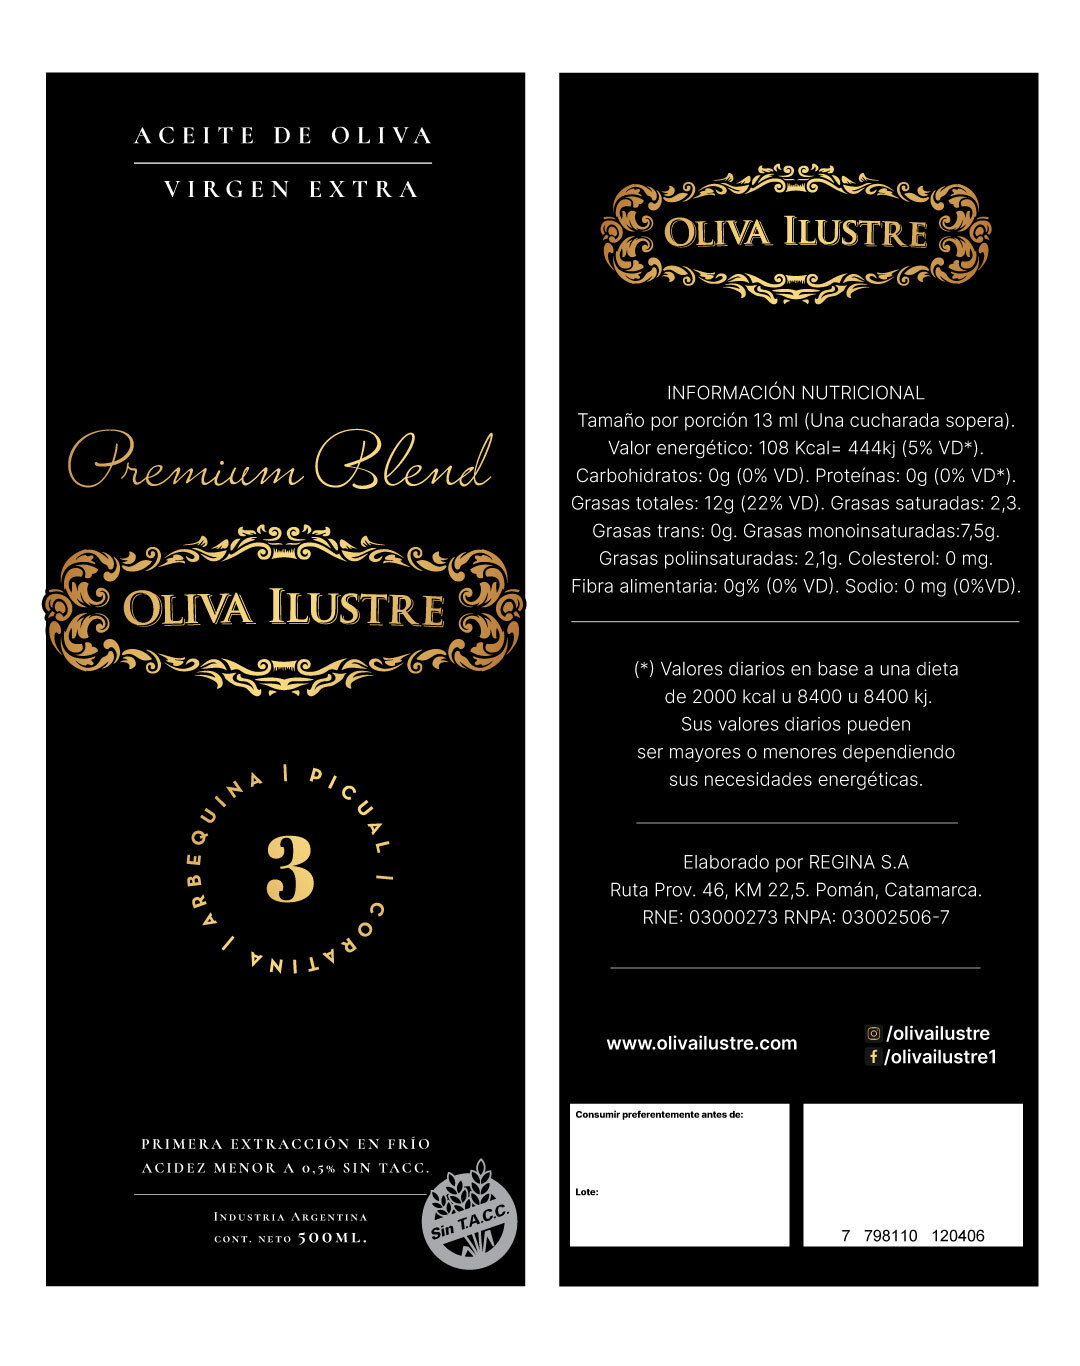 ACEITE DE OLIVA
VIRGEN EXTRA
Premium Blend
OLIVA ILUSTRE
ARBEQUINA | PICUAL | CORATINA |
3
PRIMERA EXTRACCIÓN EN FRÍO
ACIDEZ MENOR A 0,5% SIN TACC.
INDUSTRIA ARGENTINA
CONT. NETO 500ML.
Sin T.A.C.C.
OLIVA ILUSTRE
INFORMACIÓN NUTRICIONAL
Tamaño por porción 13 ml (Una cucharada sopera).
Valor energético: 108 Kcal= 444kj (5% VD*).
Carbohidratos: 0g (0% VD). Proteínas: 0g (0% VD*).
Grasas totales: 12g (22% VD). Grasas saturadas: 2,3.
Grasas trans: 0g. Grasas monoinsaturadas:7,5g.
Grasas poliinsaturadas: 2,1g. Colesterol: 0 mg.
Fibra alimentaria: 0g% (0% VD). Sodio: 0 mg (0%VD).
(*) Valores diarios en base a una dieta
de 2000 kcal u 8400 u 8400 kj.
Sus valores diarios pueden
ser mayores o menores dependiendo
sus necesidades energéticas.
Elaborado por REGINA S.A
Ruta Prov. 46, KM 22,5. Pomán, Catamarca.
RNE: 03000273 RNPA: 03002506-7
www.olivailustre.com
/olivailustre
/olivailustre1
Consumir preferentemente antes de:
Lote:
7 798110 120406